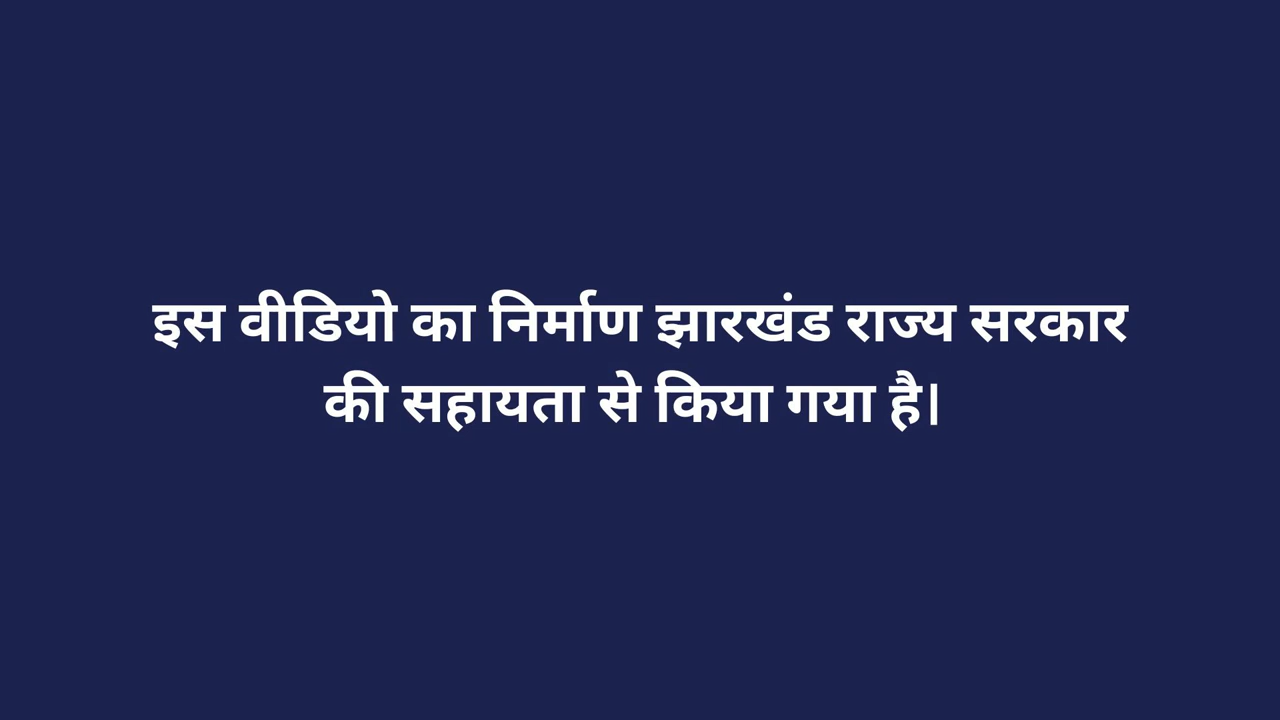 इस वीडियो का निर्माण झारखंड राज्य सरकार
की सहायता से किया गया है।